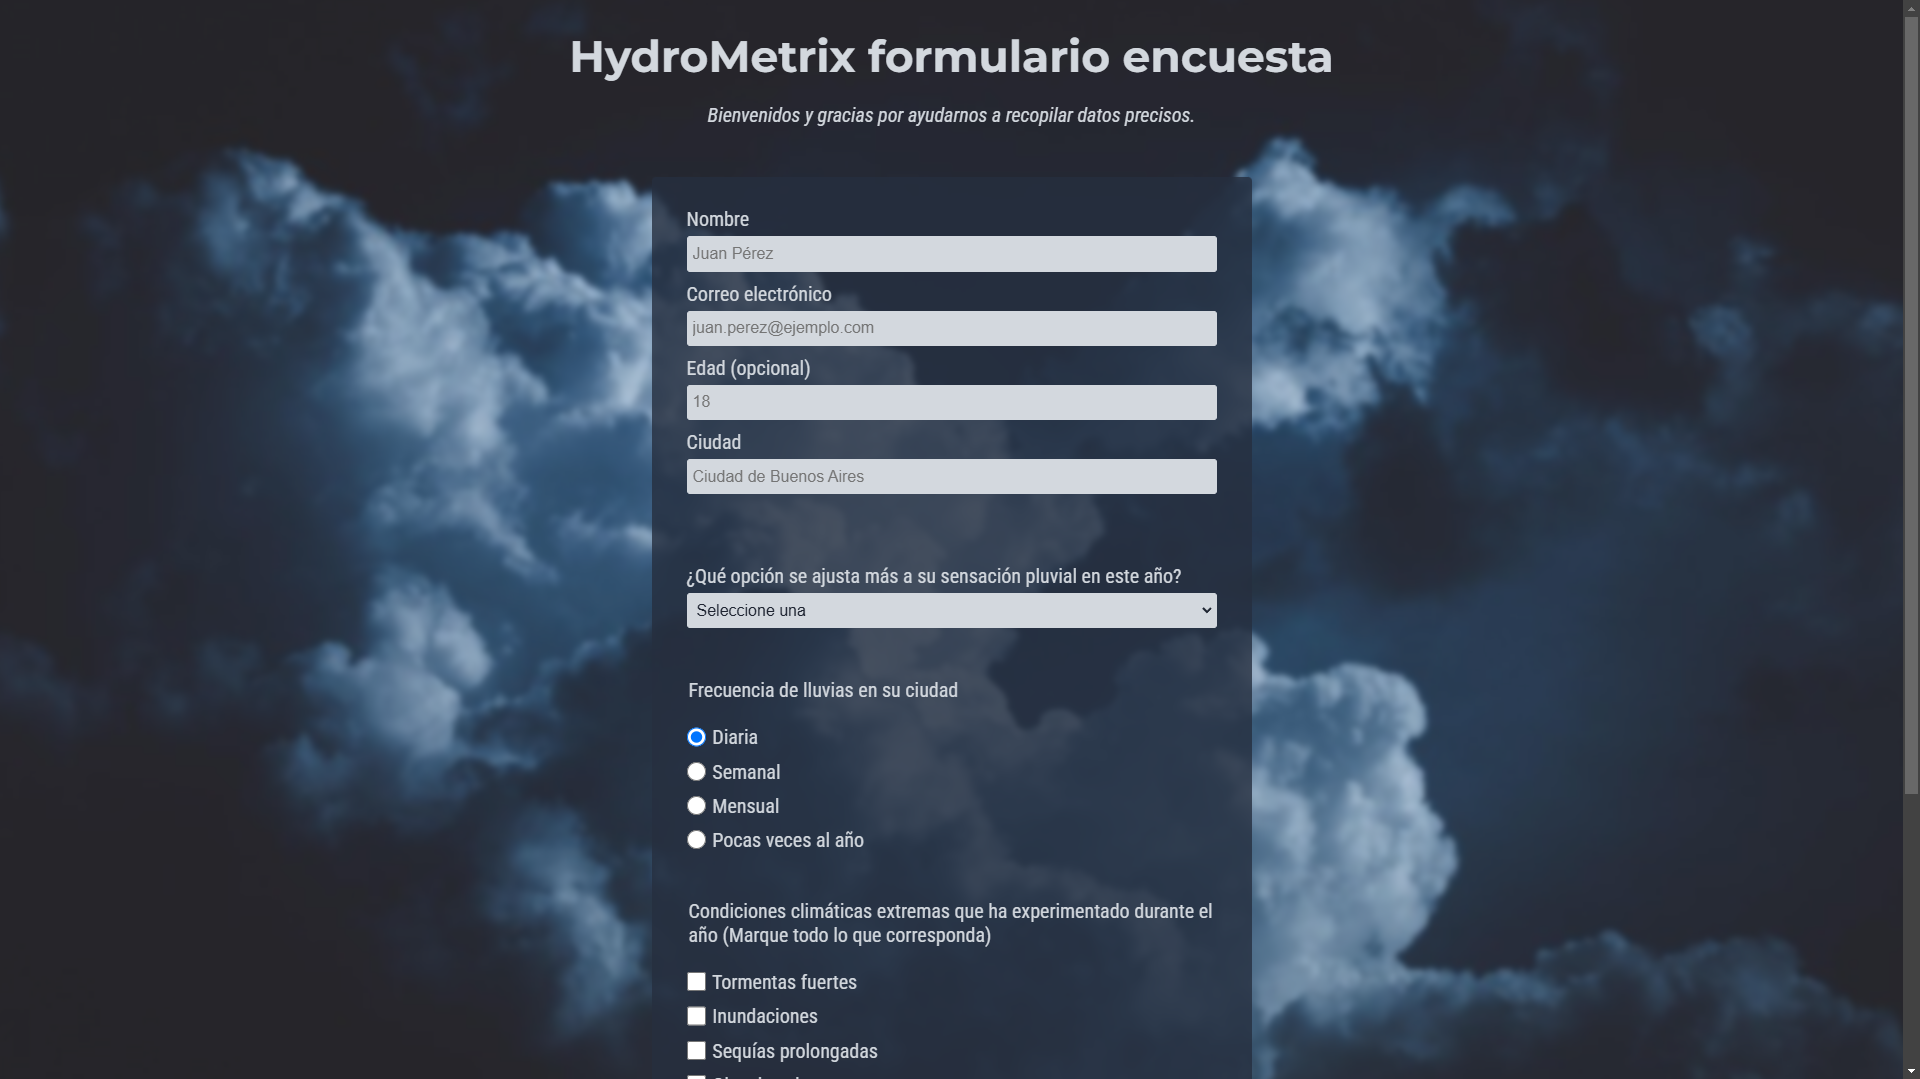 HydroMetrix formulario encuesta
Bienvenidos y gracias por ayudarnos a recopilar datos precisos.
Nombre
Juan Pérez
Correo electrónico
juan.perez@ejemplo.com
Edad (opcional)
18
Ciudad
Ciudad de Buenos Aires
¿Qué opción se ajusta más a su sensación pluvial en este año?
Seleccione una
Frecuencia de lluvias en su ciudad
Diaria
Semanal
Mensual
Pocas veces al año
Condiciones climáticas extremas que ha experimentado durante el
año (Marque todo lo que corresponda)
Tormentas fuertes
Inundaciones
Sequías prolongadas